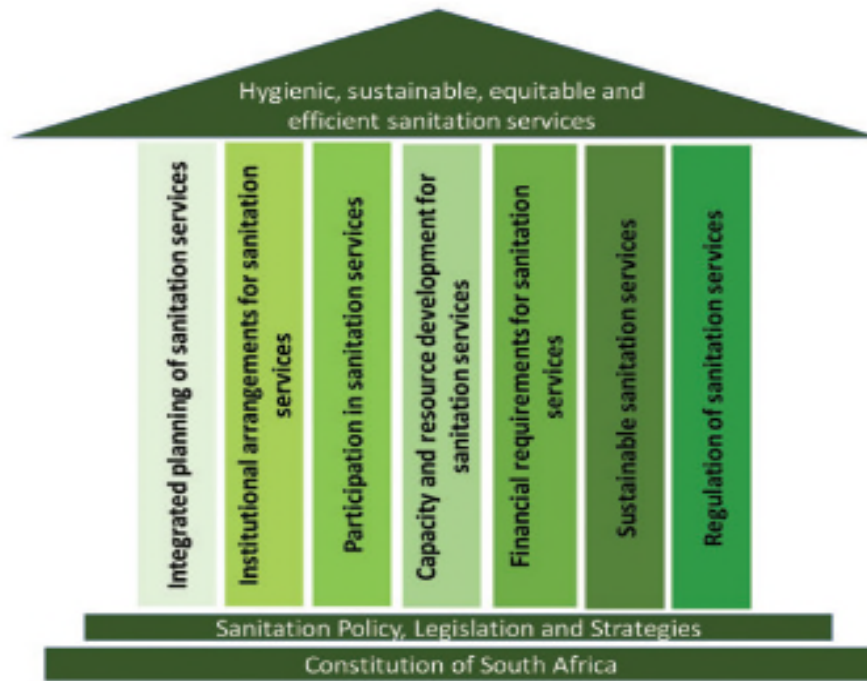 Hygienic, sustainable, equitable and
efficient sanitation services
Integrated planning of sanitation services
Institutional arrangements for sanitation
services
Participation in sanitation services
Capacity and resource development for
sanitation services
Financial requirements for sanitation
services
Sustainable sanitation services
Regulation of sanitation services
Sanitation Policy, Legislation and Strategies
Constitution of South Africa